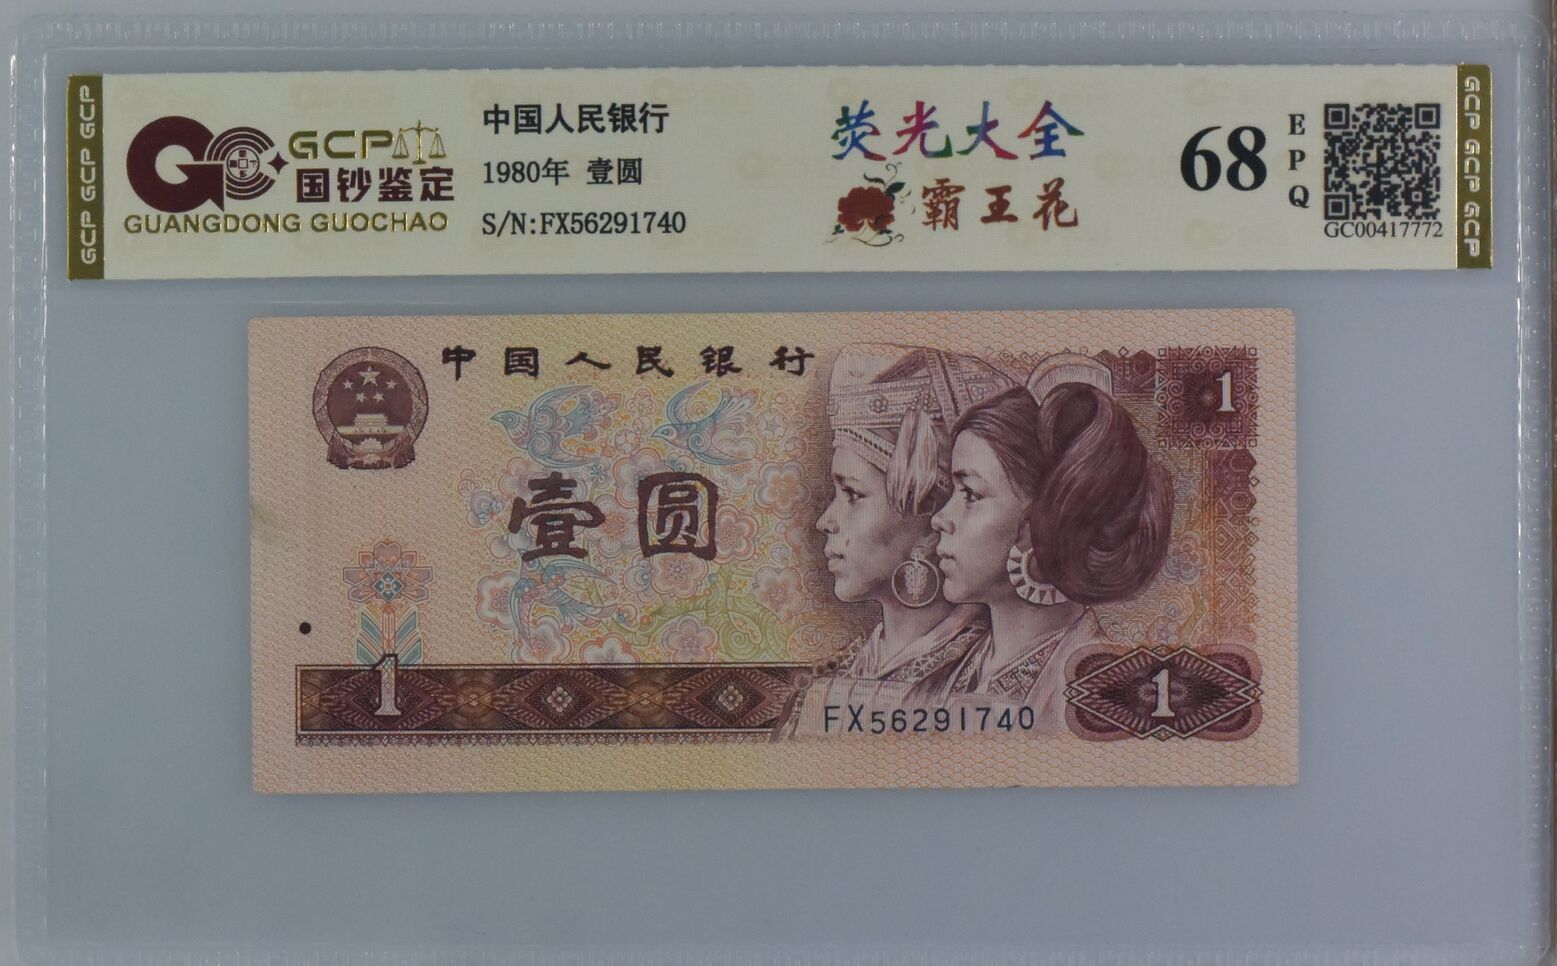 GCP GCP GCP
GCP
国钞鉴定
GUANGDONG GUOCHAO
中国人民银行
1980年 壹圆
S/N:FX56291740
荧光大全
霸王花
68
EPQ
GC00417772
GCP GCP GCP
中国人民银行
1
壹圆
1
1
FX56291740